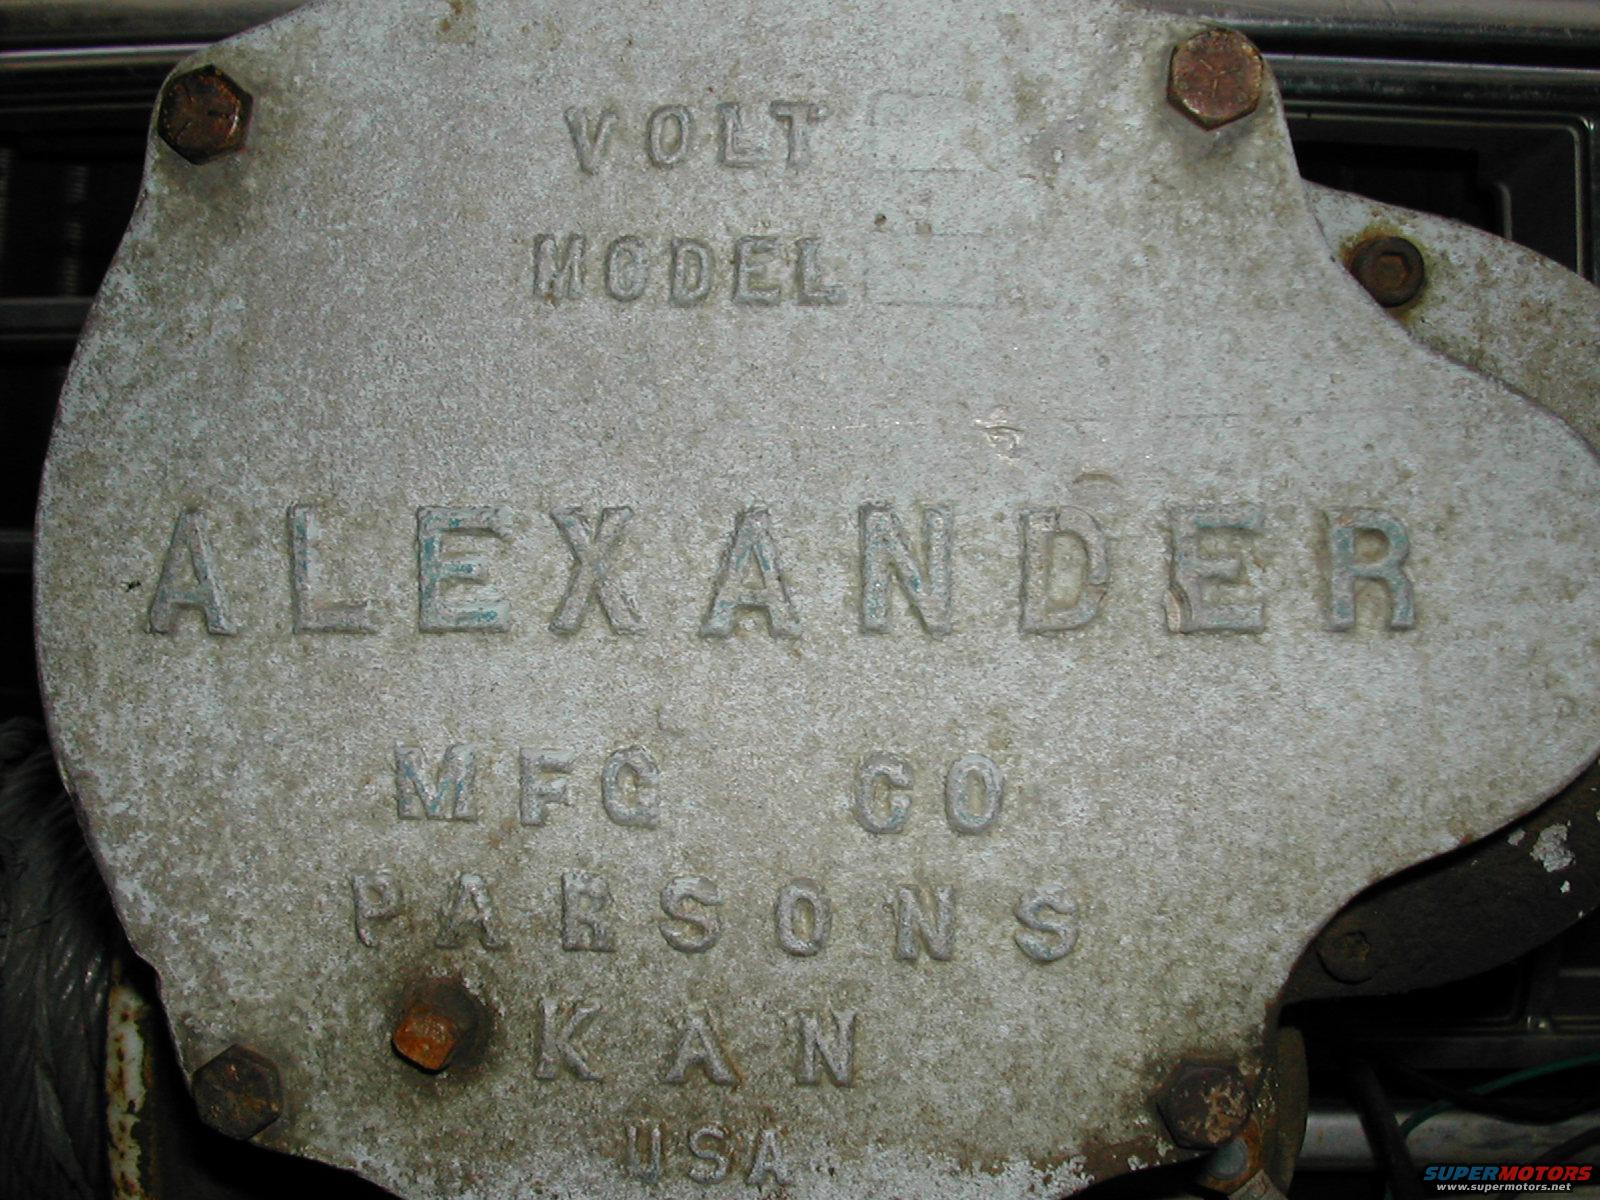 VOLT
MODEL
ALEXANDER
MFG CO
PARSONS
KAN
USA
SUPERMOTORS
www.supermotors.net